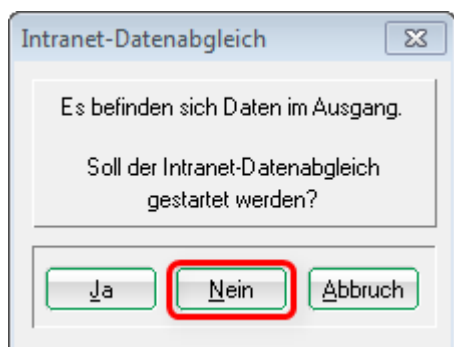 Intranet-Datenabgleich
Es befinden sich Daten im Ausgang.
Soll der Intranet-Datenabgleich
gestartet werden?
Ja Nein Abbruch